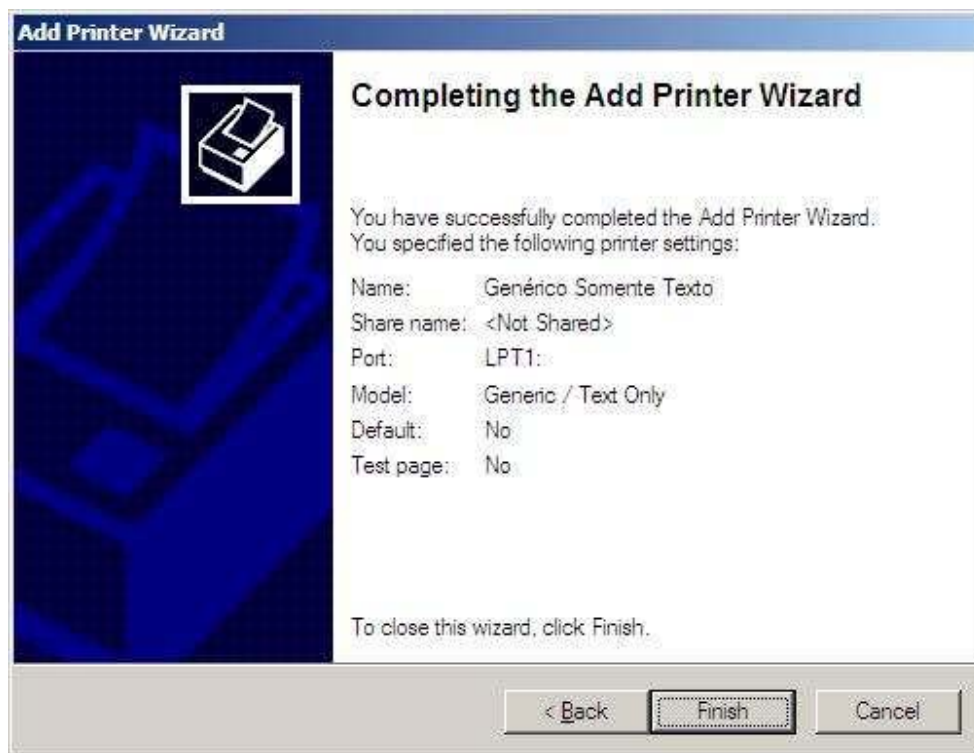 Add Printer Wizard
Completing the Add Printer Wizard
You have successfully completed the Add Printer Wizard.
You specified the following printer settings:
Name: Genérico Somente Texto
Share name: <Not Shared>
Port: LPT1:
Model: Generic / Text Only
Default: No
Test page: No
To close this wizard, click Finish.
< Back Finish Cancel